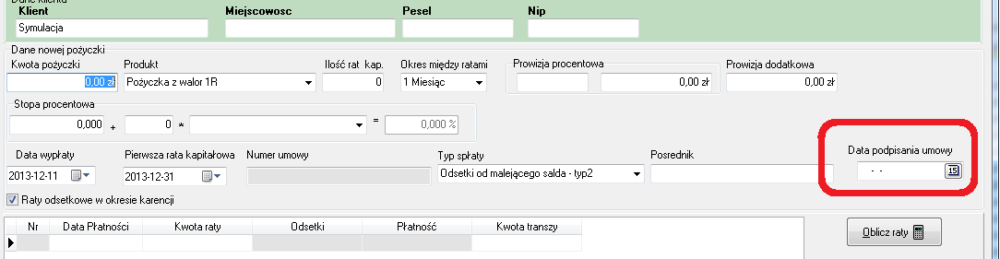 Dane klienta
Klient Miejscowosc Pesel Nip
Symulacja
Dane nowej pożyczki
Kwota pożyczki Produkt Ilość rat kap. Okres między ratami Prowizja procentowa Prowizja dodatkowa
0,00 zł Pożyczka z walor 1R 0 1 Miesiąc 0,00 zł 0,00 zł
Stopa procentowa
0,000 + 0 * = 0,000 %
Data wypłaty Pierwsza rata kapitałowa Numer umowy Typ spłaty Posrednik Data podpisania umowy
2013-12-11 2013-12-31 Odsetki od malejącego salda - typ2 - - 15
Raty odsetkowe w okresie karencji
Nr Data Płatności Kwota raty Odsetki Płatność Kwota transzy
Oblicz raty